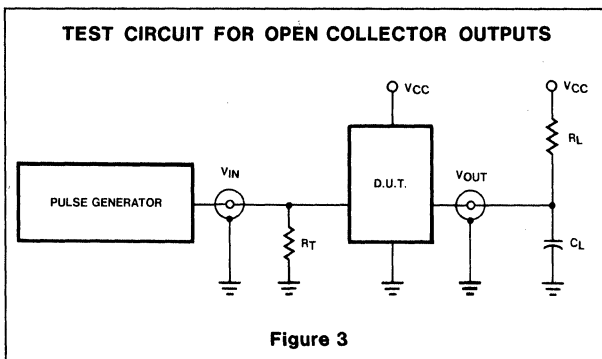 TEST CIRCUIT FOR OPEN COLLECTOR OUTPUTS
VCC
VCC
RL
VIN
VOUT
D.U.T.
PULSE GENERATOR
RT
CL
Figure 3